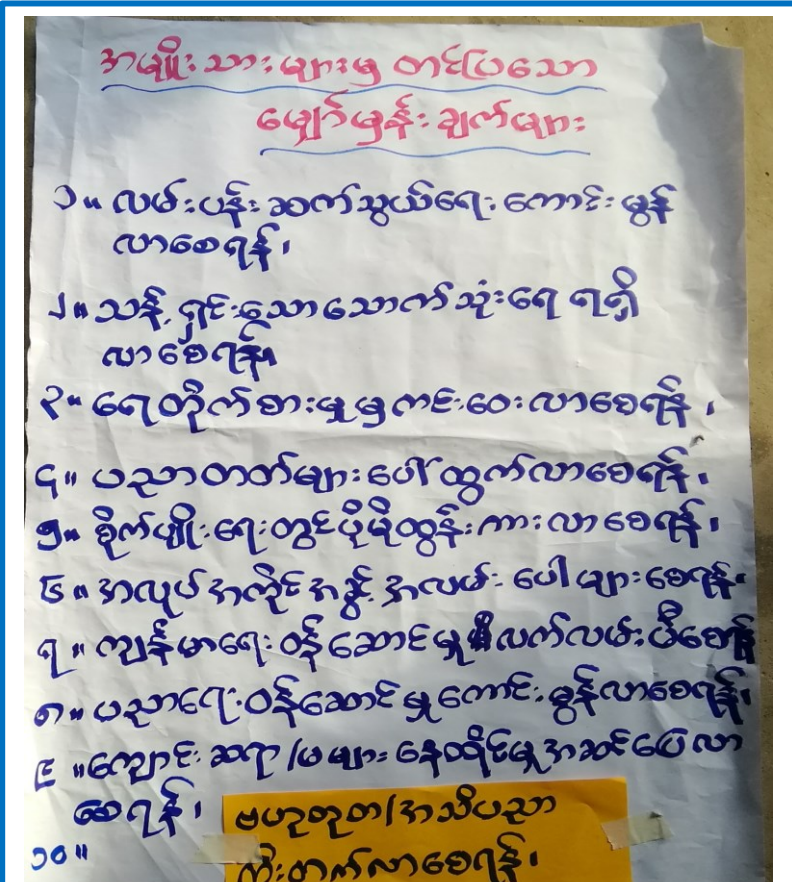 အမျိုးသားများမှ တင်ပြသော
မျှော်မှန်းချက်များ
၁။ လမ်းပန်းဆက်သွယ်ရေး ကောင်းမွန်
လာစေရန်၊
၂။ သန့်ရှင်းသောသောက်သုံးရေ ရရှိ
လာစေရန်၊
၃။ ရေတိုက်စားမှုမှကင်းဝေးလာစေရန်၊
၄။ ပညာတတ်များပေါ်ထွက်လာစေရန်၊
၅။ စိုက်ပျိုးရေးတွင်ပိုမိုထွန်းကားလာစေရန်၊
၆။ အလုပ်အကိုင်အခွင့်အလမ်းပေါများစေရန်၊
၇။ ကျန်းမာရေးဝန်ဆောင်မှုလက်လမ်းမီစေရန်
၈။ ပညာရေးဝန်ဆောင်မှုကောင်းမွန်လာစေရန်၊
၉။ ကျောင်းဆရာ/မများနေထိုင်မှုအဆင်ပြေလာ
စေရန်၊
၁၀။ ဗဟုသုတ/အသိပညာ
တိုးတက်လာစေရန်၊